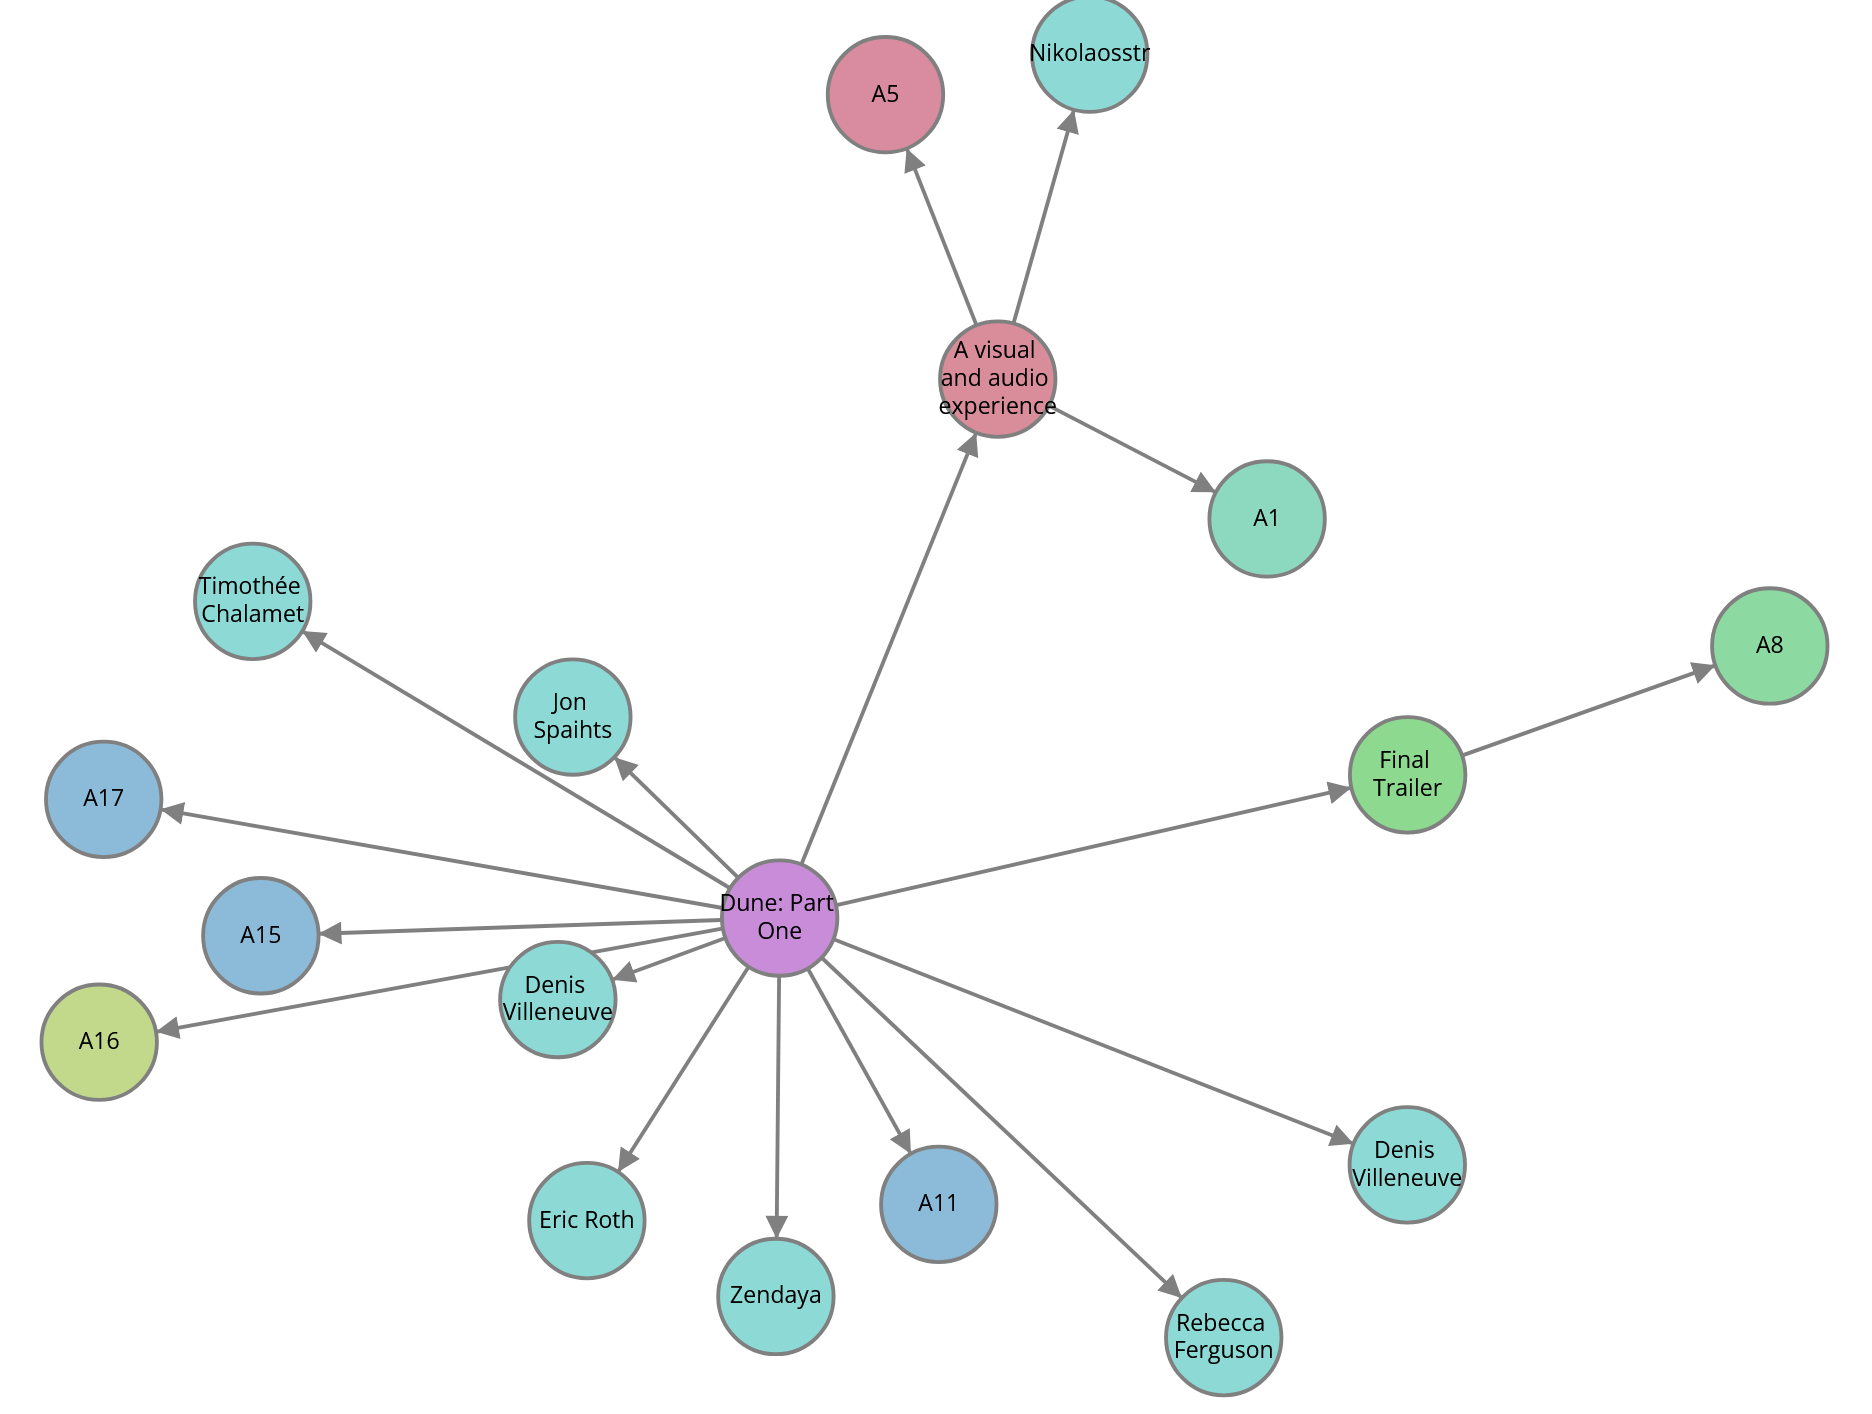 Nikolaosstr
A5
A visual
and audio
experience
A1
Timothée
Chalamet
A8
Jon
Spaihts
Final
Trailer
A17
Dune: Part
One
A15
Denis
Villeneuve
A16
Denis
Villeneuve
A11
Eric Roth
Zendaya
Rebecca
Ferguson